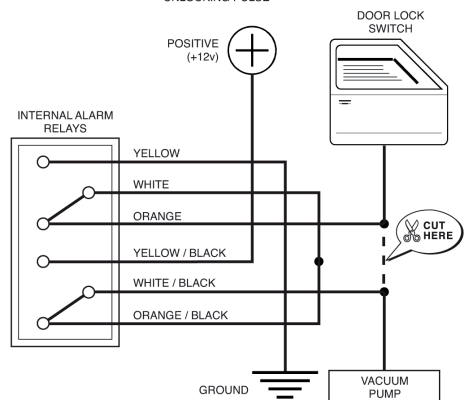 UNLOCKING PULSE
DOOR LOCK
SWITCH
POSITIVE
(+12v)
INTERNAL ALARM
RELAYS
YELLOW
WHITE
ORANGE
CUT
HERE
YELLOW / BLACK
WHITE / BLACK
ORANGE / BLACK
GROUND
VACUUM
PUMP